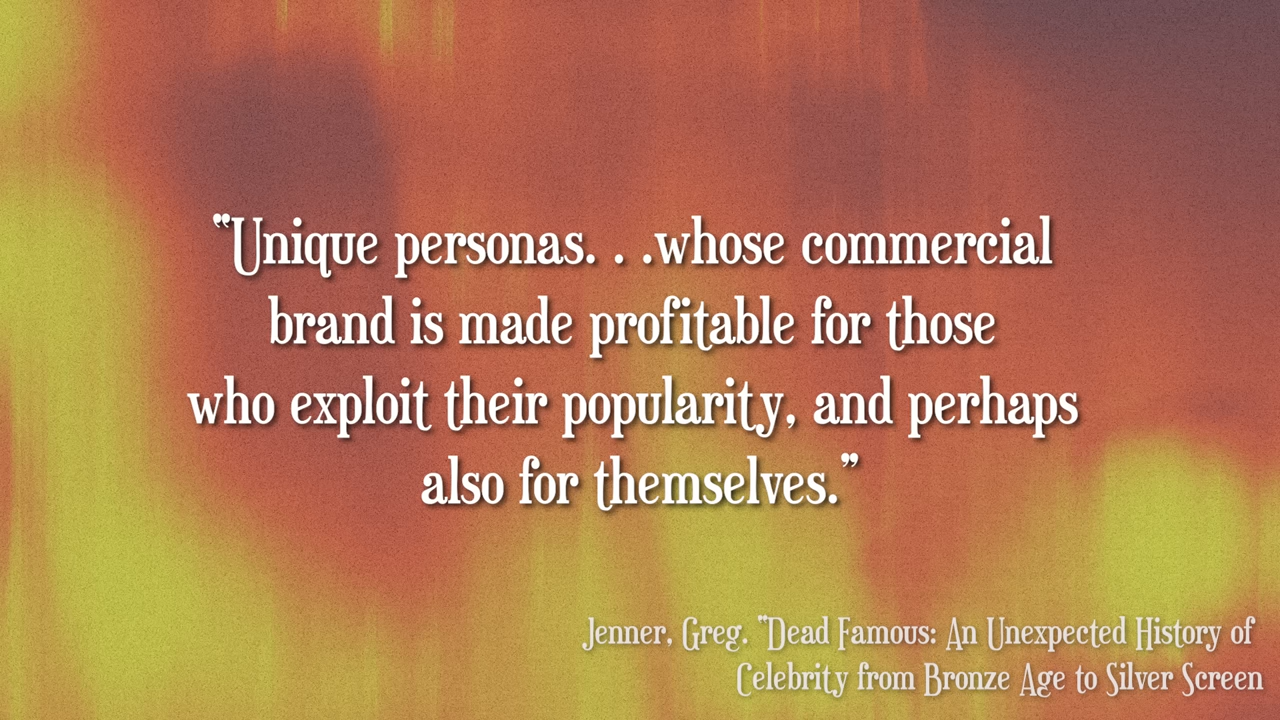 “Unique personas. . .whose commercial
brand is made profitable for those
who exploit their popularity, and perhaps
also for themselves.”
Jenner, Greg. “Dead Famous: An Unexpected History of
Celebrity from Bronze Age to Silver Screen